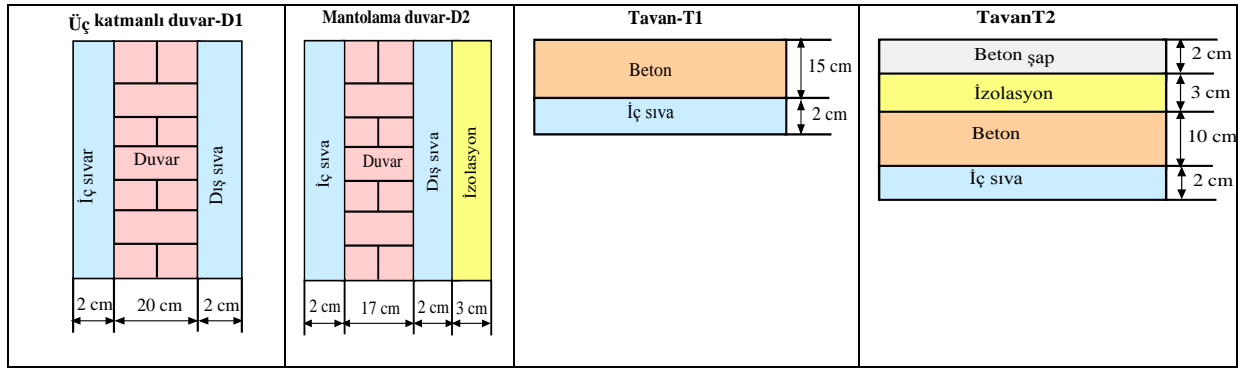 Üç katmanlı duvar-D1
İç sıvar
Duvar
Dış sıva
2 cm
20 cm
2 cm
Mantolama duvar-D2
İç sıva
Duvar
Dış sıva
İzolasyon
2 cm
17 cm
2 cm
3 cm
Tavan-T1
Beton
15 cm
İç sıva
2 cm
TavanT2
Beton şap
2 cm
İzolasyon
3 cm
Beton
10 cm
İç sıva
2 cm